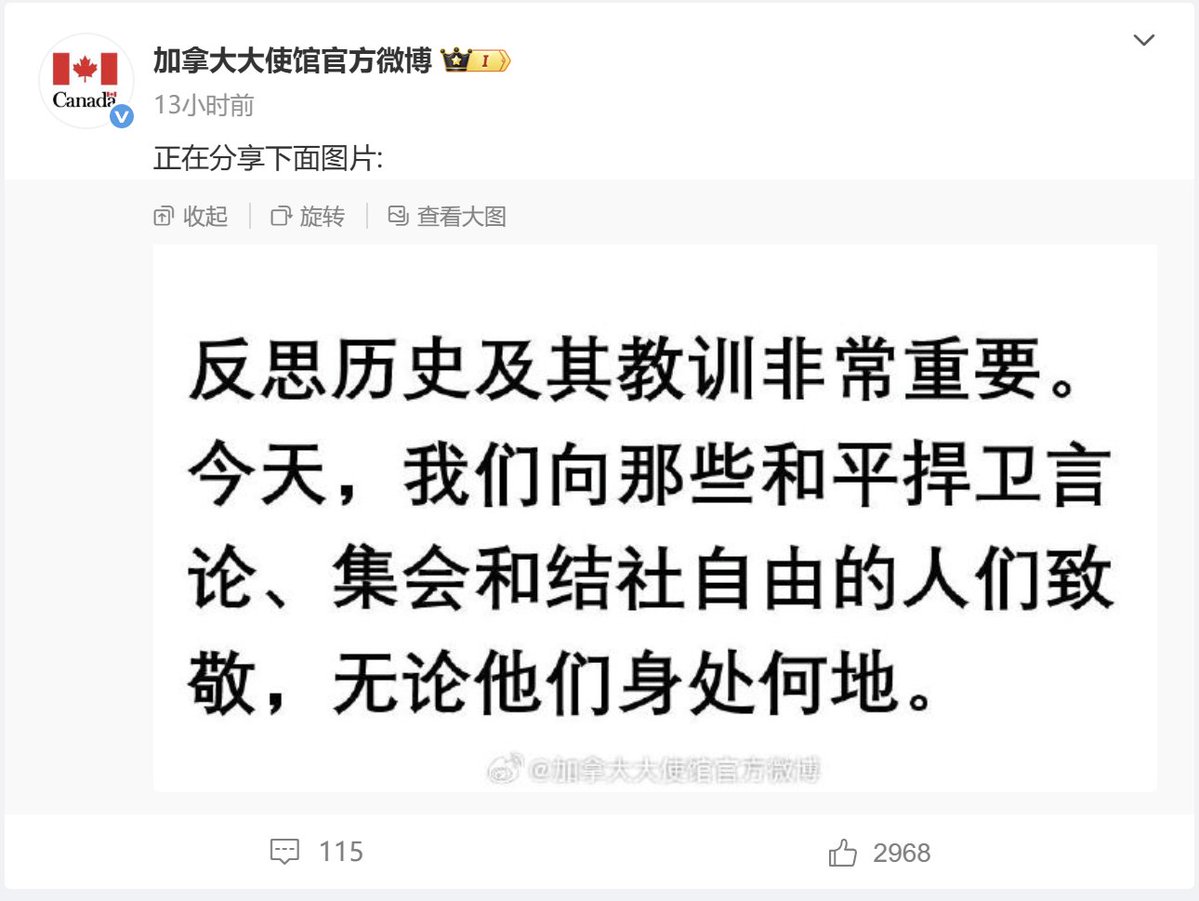 加拿大大使馆官方微博 I
Canada
13小时前
正在分享下面图片:
收起 旋转 查看大图
反思历史及其教训非常重要。
今天，我们向那些和平捍卫言
论、集会和结社自由的人们致
敬，无论他们身处何地。
@加拿大大使馆官方微博
115 2968